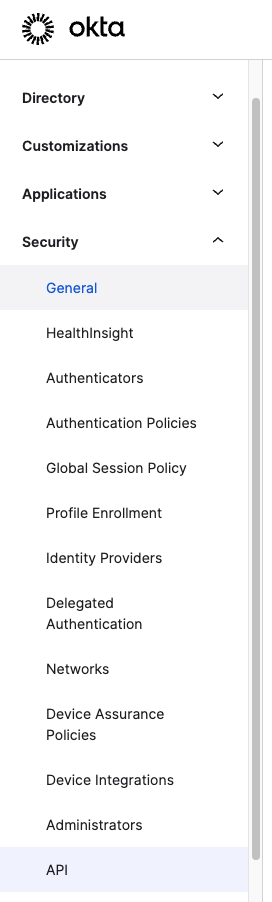 okta
Directory
Customizations
Applications
Security
General
HealthInsight
Authenticators
Authentication Policies
Global Session Policy
Profile Enrollment
Identity Providers
Delegated
Authentication
Networks
Device Assurance
Policies
Device Integrations
Administrators
API